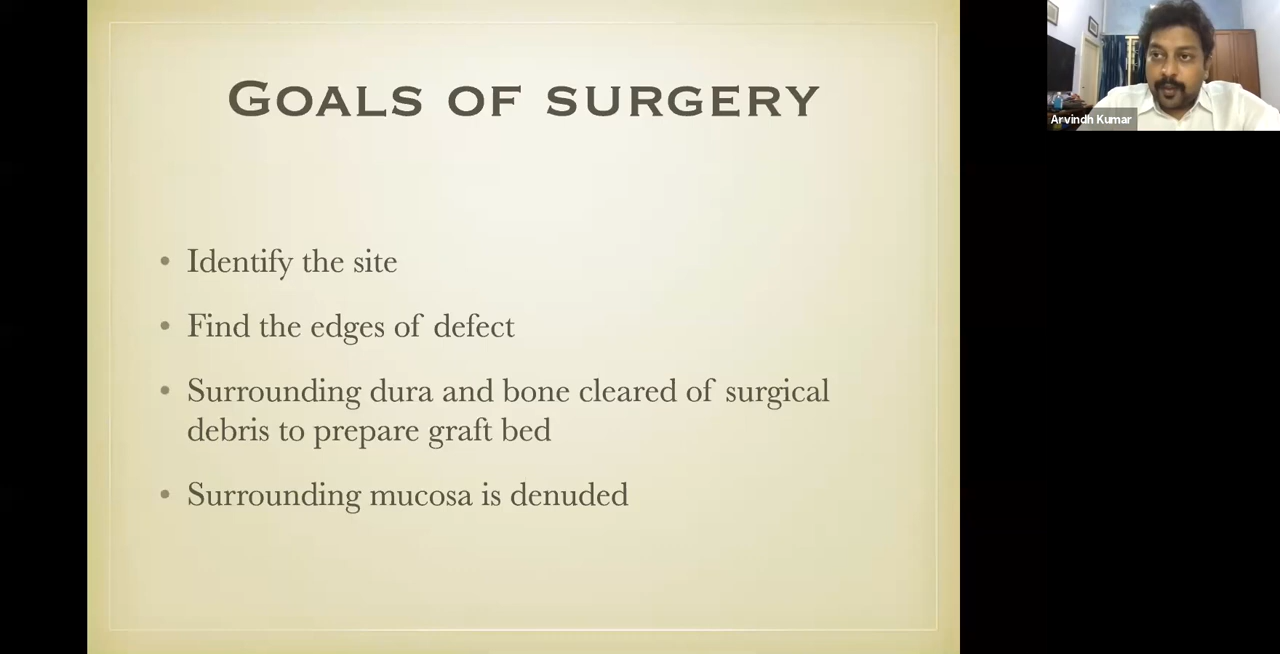 GOALS OF SURGERY
• Identify the site
• Find the edges of defect
• Surrounding dura and bone cleared of surgical
debris to prepare graft bed
• Surrounding mucosa is denuded
Arvindh Kumar